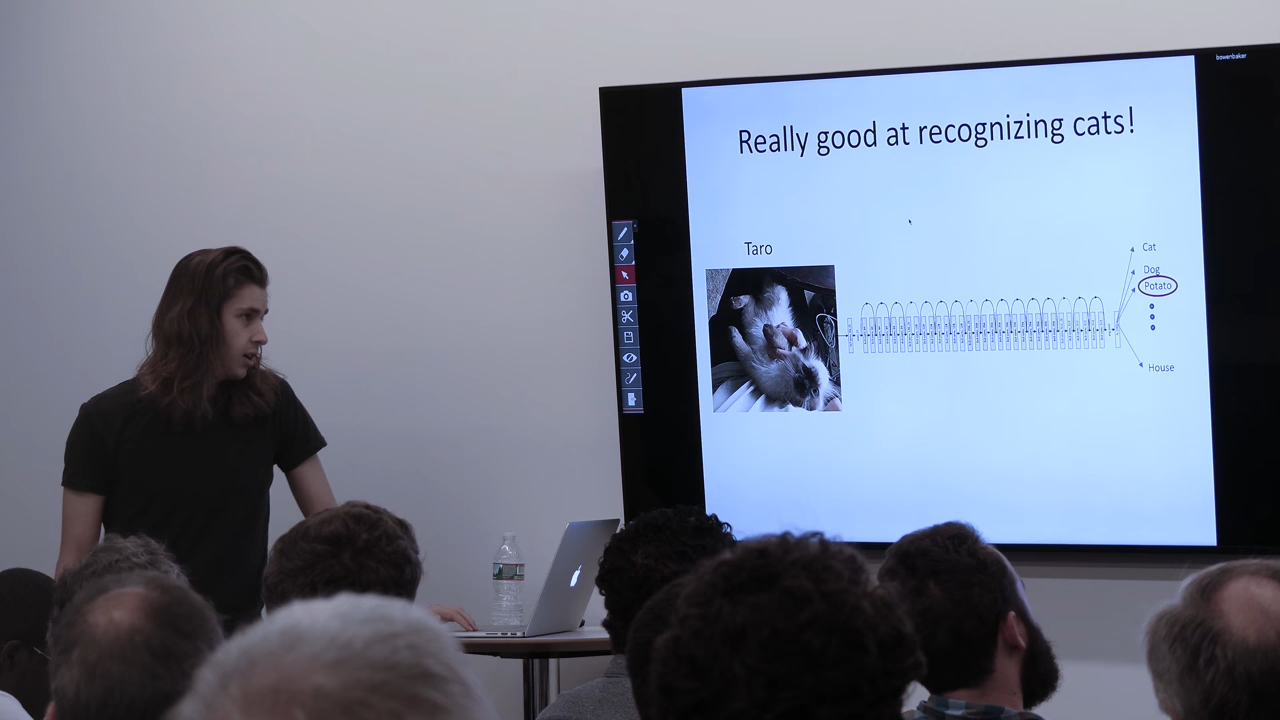 bowenbaker
Really good at recognizing cats!
Taro
Cat
Dog
Potato
House